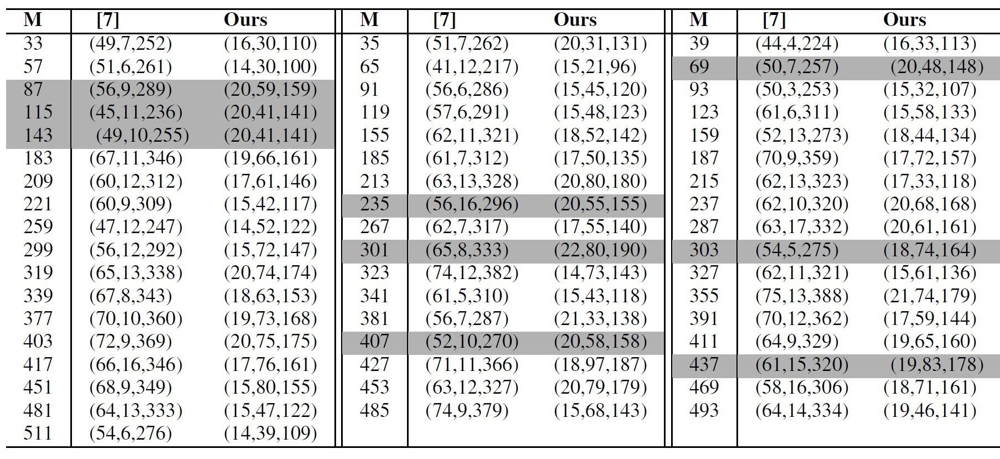 M [7] Ours M [7] Ours M [7] Ours
33 (49,7,252) (16,30,110) 35 (51,7,262) (20,31,131) 39 (44,4,224) (16,33,113)
57 (51,6,261) (14,30,100) 65 (41,12,217) (15,21,96) 69 (50,7,257) (20,48,148)
87 (56,9,289) (20,59,159) 91 (56,6,286) (15,45,120) 93 (50,3,253) (15,32,107)
115 (45,11,236) (20,41,141) 119 (57,6,291) (15,48,123) 123 (61,6,311) (15,58,133)
143 (49,10,255) (20,41,141) 155 (62,11,321) (18,52,142) 159 (52,13,273) (18,44,134)
183 (67,11,346) (19,66,161) 185 (61,7,312) (17,50,135) 187 (70,9,359) (17,72,157)
209 (60,12,312) (17,61,146) 213 (63,13,328) (20,80,180) 215 (62,13,323) (17,33,118)
221 (60,9,309) (15,42,117) 235 (56,16,296) (20,55,155) 237 (62,10,320) (20,68,168)
259 (47,12,247) (14,52,122) 267 (62,7,317) (17,55,140) 287 (63,17,332) (20,61,161)
299 (56,12,292) (15,72,147) 301 (65,8,333) (22,80,190) 303 (54,5,275) (18,74,164)
319 (65,13,338) (20,74,174) 323 (74,12,382) (14,73,143) 327 (62,11,321) (15,61,136)
339 (67,8,343) (18,63,153) 341 (61,5,310) (15,43,118) 355 (75,13,388) (21,74,179)
377 (70,10,360) (19,73,168) 381 (56,7,287) (21,33,138) 391 (70,12,362) (17,59,144)
403 (72,9,369) (20,75,175) 407 (52,10,270) (20,58,158) 411 (64,9,329) (19,65,160)
417 (66,16,346) (17,76,161) 427 (71,11,366) (18,97,187) 437 (61,15,320) (19,83,178)
451 (68,9,349) (15,80,155) 453 (63,12,327) (20,79,179) 469 (58,16,306) (18,71,161)
481 (64,13,333) (15,47,122) 485 (74,9,379) (15,68,143) 493 (64,14,334) (19,46,141)
511 (54,6,276) (14,39,109)